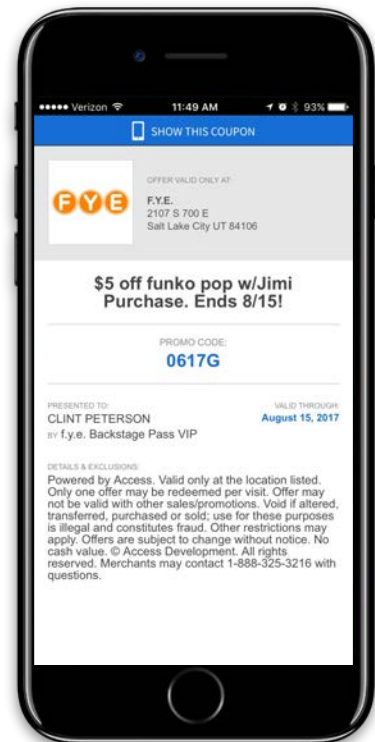 Verizon 11:49 AM 93%
SHOW THIS COUPON
OFFER VALID ONLY AT:
FYE
F.Y.E.
2107 S 700 E
Salt Lake City UT 84106
$5 off funko pop w/Jimi
Purchase. Ends 8/15!
PROMO CODE:
0617G
PRESENTED TO:
CLINT PETERSON
BY f.y.e. Backstage Pass VIP
VALID THROUGH:
August 15, 2017
DETAILS & EXCLUSIONS:
Powered by Access. Valid only at the location listed.
Only one offer may be redeemed per visit. Offer may
not be valid with other sales/promotions. Void if altered,
transferred, purchased or sold; use for these purposes
is illegal and constitutes fraud. Other restrictions may
apply. Offers are subject to change without notice. No
cash value. © Access Development. All rights
reserved. Merchants may contact 1-888-325-3216 with
questions.